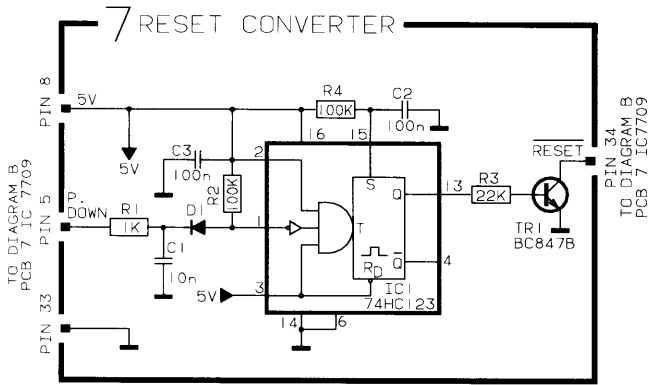 7 RESET CONVERTER
PIN 8
5V
5V
R4
100K
C2
100n
16
15
C3
100n
2
R2
100K
TO DIAGRAM B
PCB 7 IC 7709
PIN 5
P.
DOWN
R1
1K
D1
1
C1
10n
S
Q
T
RD
Q
13
4
R3
22K
RESET
TR1
BC847B
PIN 34
TO DIAGRAM B
PCB 7 IC7709
5V
3
IC1
74HC123
14
6
PIN 33